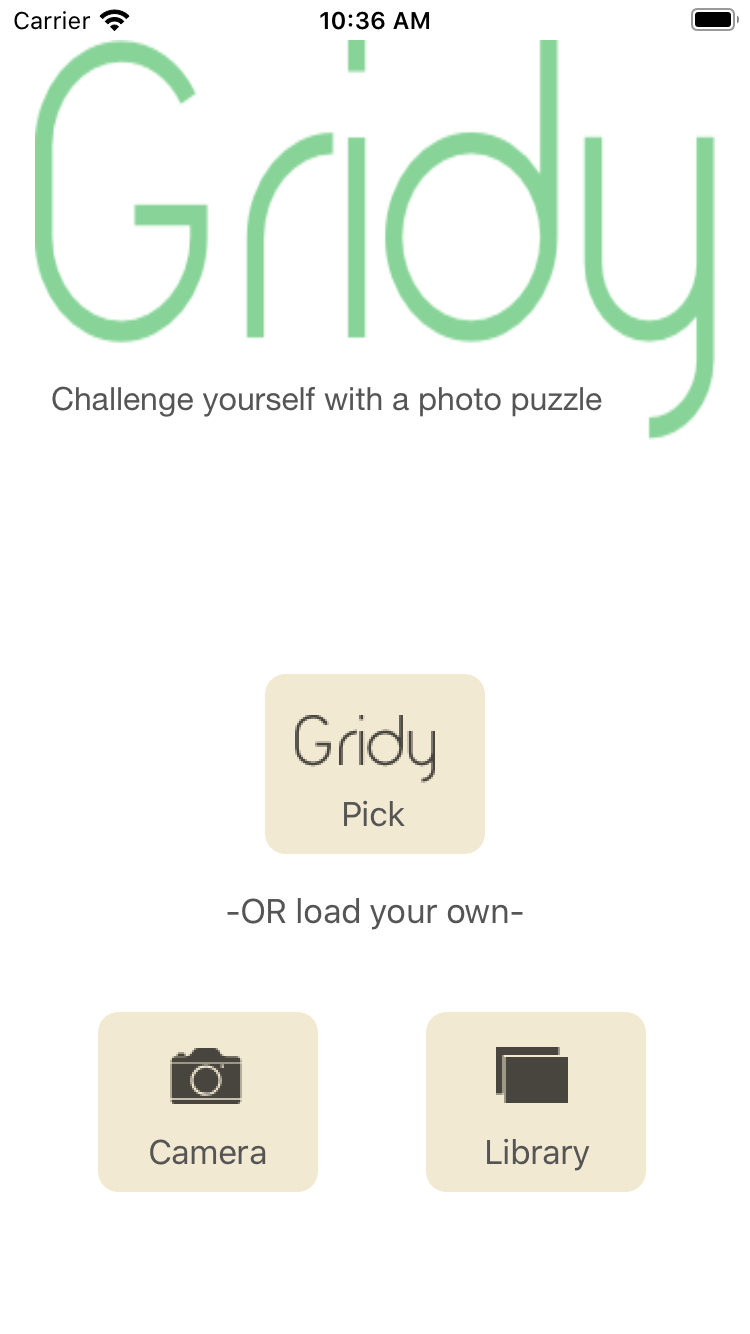 Carrier 10:36 AM
Gridy
Challenge yourself with a photo puzzle
Gridy
Pick
-OR load your own-
Camera Library